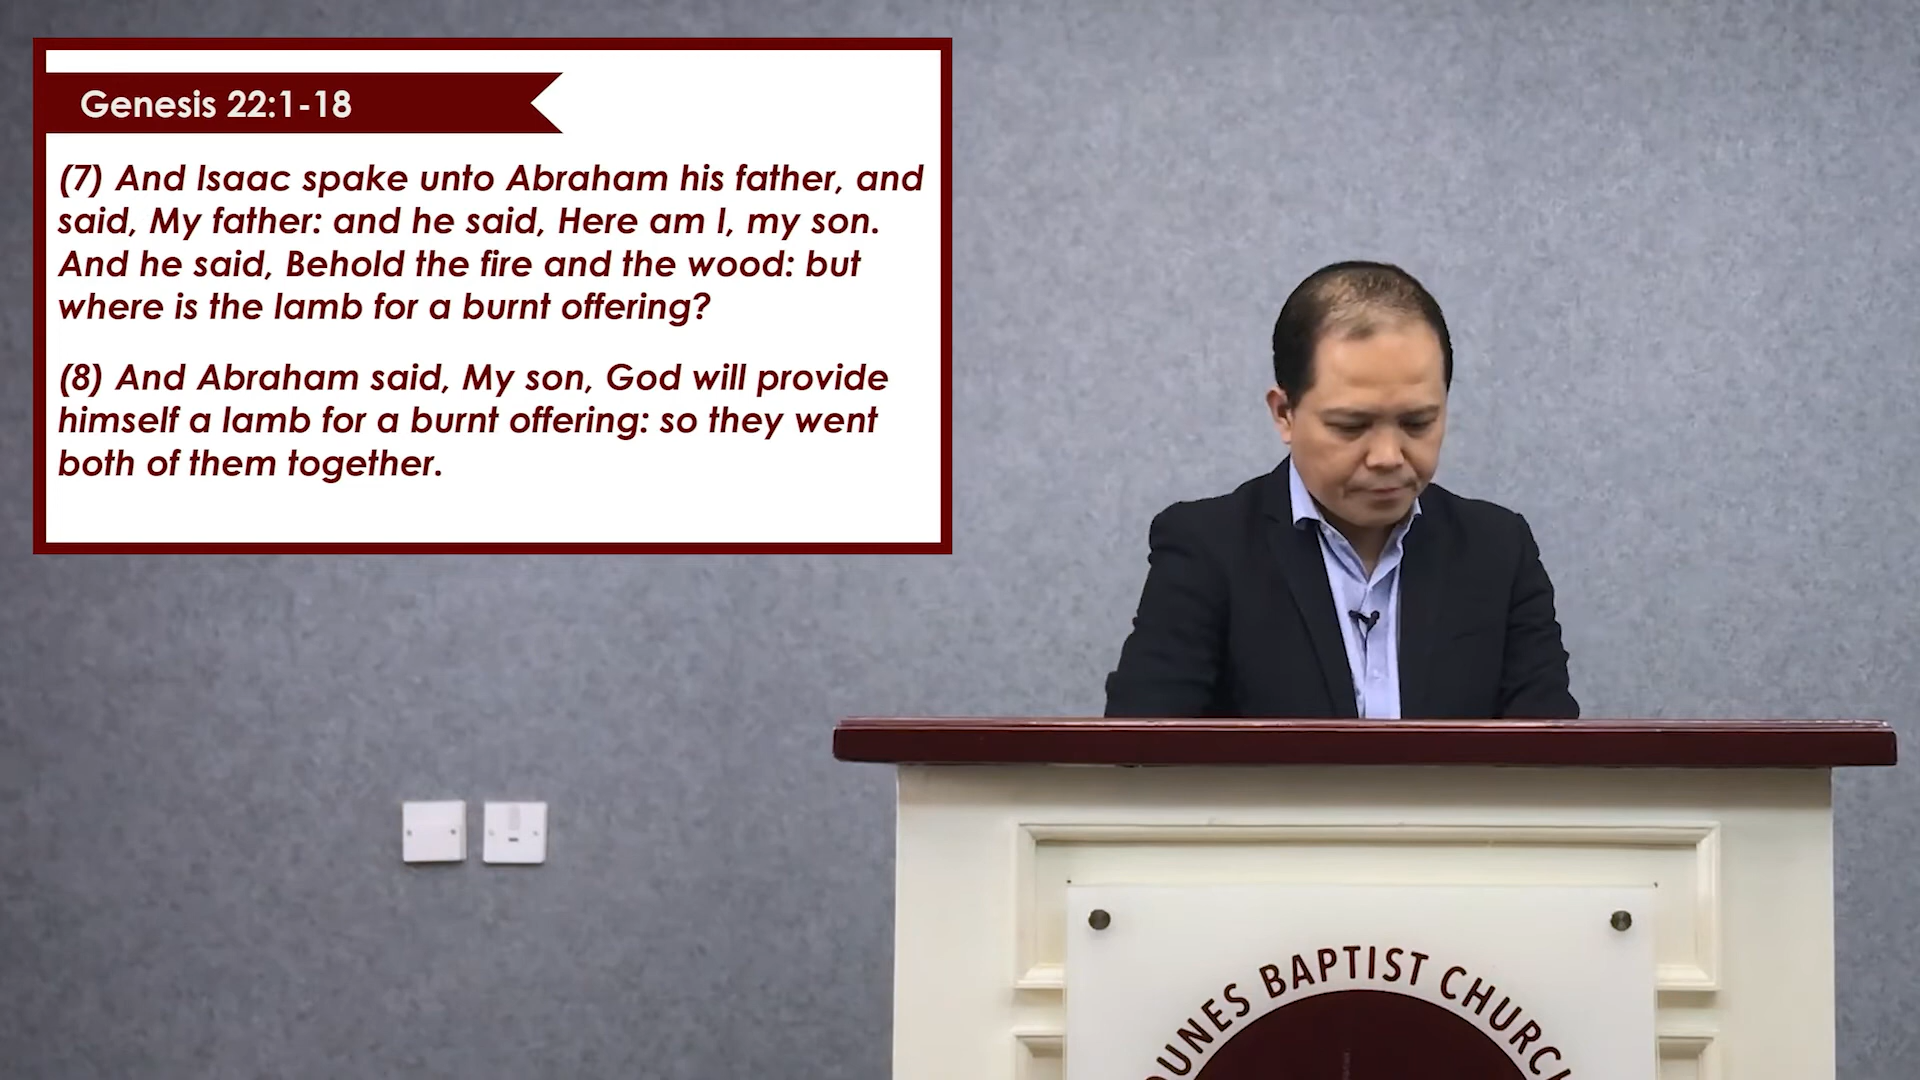 Genesis 22:1-18
(7) And Isaac spake unto Abraham his father, and
said, My father: and he said, Here am I, my son.
And he said, Behold the fire and the wood: but
where is the lamb for a burnt offering?
(8) And Abraham said, My son, God will provide
himself a lamb for a burnt offering: so they went
both of them together.
BAPTIST CHURCH